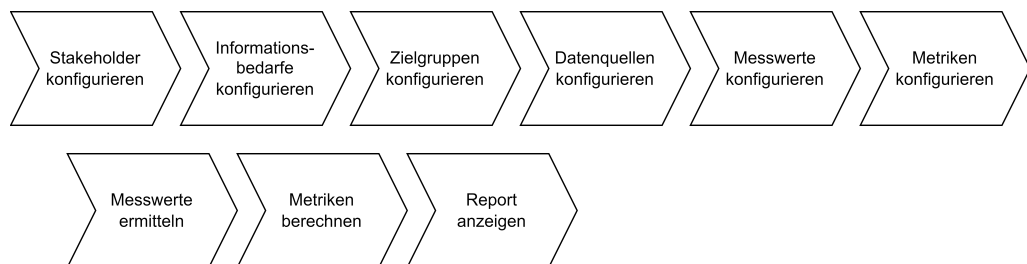 Stakeholder
konfigurieren
Informations-
bedarfe
konfigurieren
Zielgruppen
konfigurieren
Datenquellen
konfigurieren
Messwerte
konfigurieren
Metriken
konfigurieren
Messwerte
ermitteln
Metriken
berechnen
Report
anzeigen